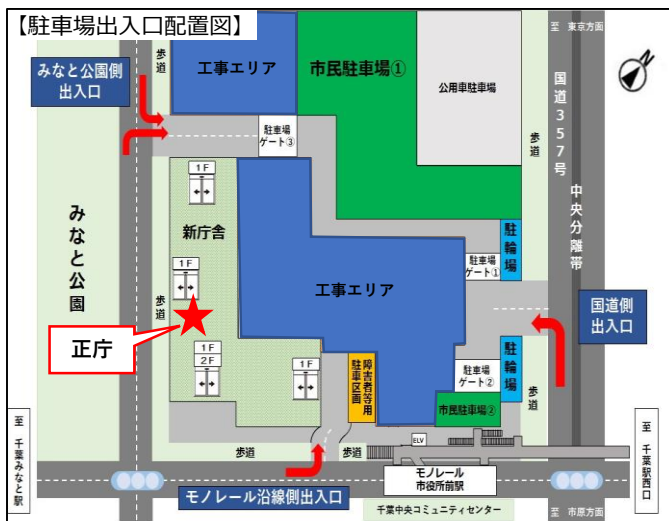 【駐車場出入口配置図】
至 東京方面
歩道
工事エリア
市民駐車場①
公用車駐車場
国道357号
みなと公園側
出入口
駐車場
ゲート③
歩道
中央分離帯
1F
みなと公園
新庁舎
駐輪場
駐車場
ゲート①
1F
工事エリア
歩道
国道側
出入口
正庁
1F
2F
1F
障害者等用
駐車区画
駐車場
ゲート②
駐輪場
市民駐車場②
歩道
至 千葉みなと駅
歩道
歩道
ELV
至 千葉駅西口
モノレール
市役所前駅
モノレール沿線側出入口
千葉中央コミュニティセンター
至 市原方面